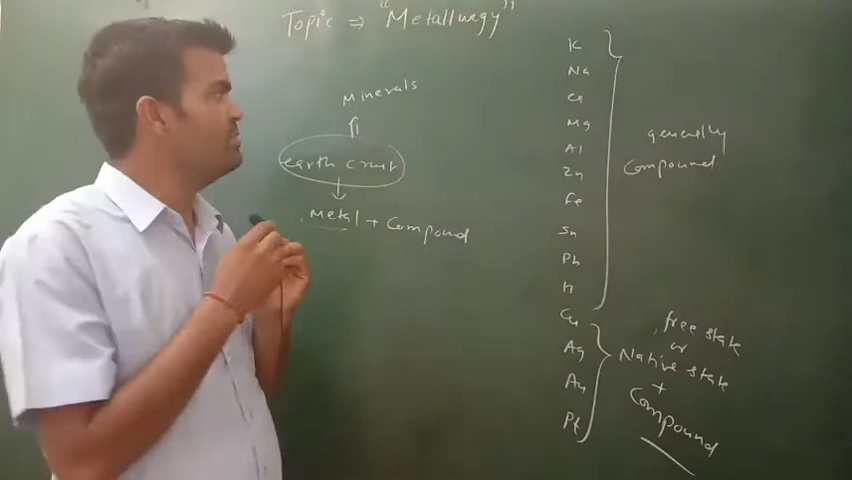 Topic ⇒ "Metallurgy"
Minerals
earth crust
Metal + Compound
K
Na
Ca
Mg
Al
Zn
Fe
Sn
Pb
H
Cu
Ag
Au
Pt
generally
Compound
free state
or
Native state
+
Compound